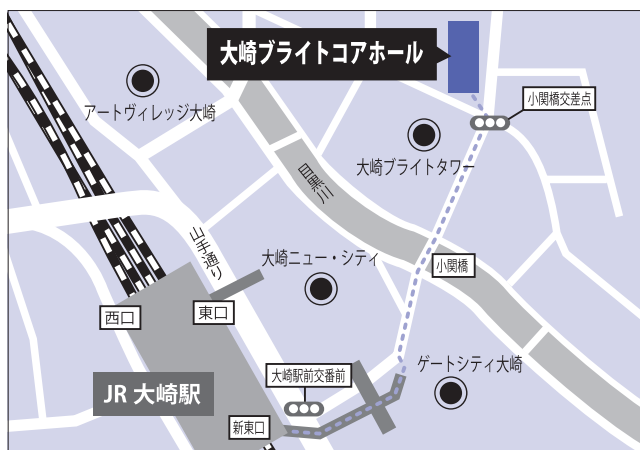 大崎ブライトコアホール
小関橋交差点
アートヴィレッジ大崎
大崎ブライトタワー
目黒川
山手通り
大崎ニュー・シティ
小関橋
東口
西口
大崎駅前交番前
ゲートシティ大崎
JR 大崎駅
新東口